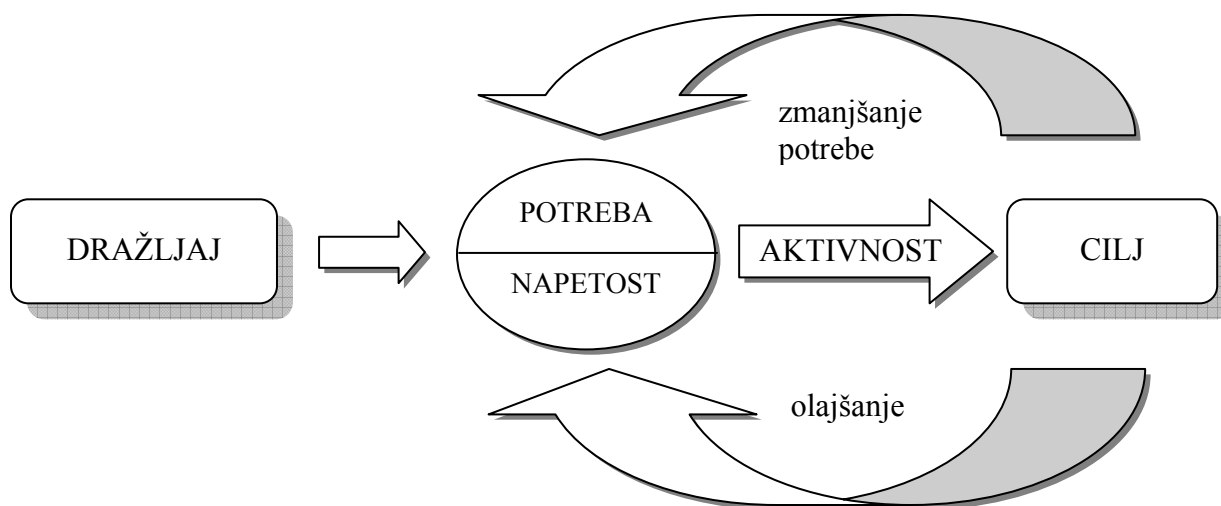 zmanjšanje
potrebe
DRAŽLJAJ
POTREBA
NAPETOST
AKTIVNOST
CILJ
olajšanje